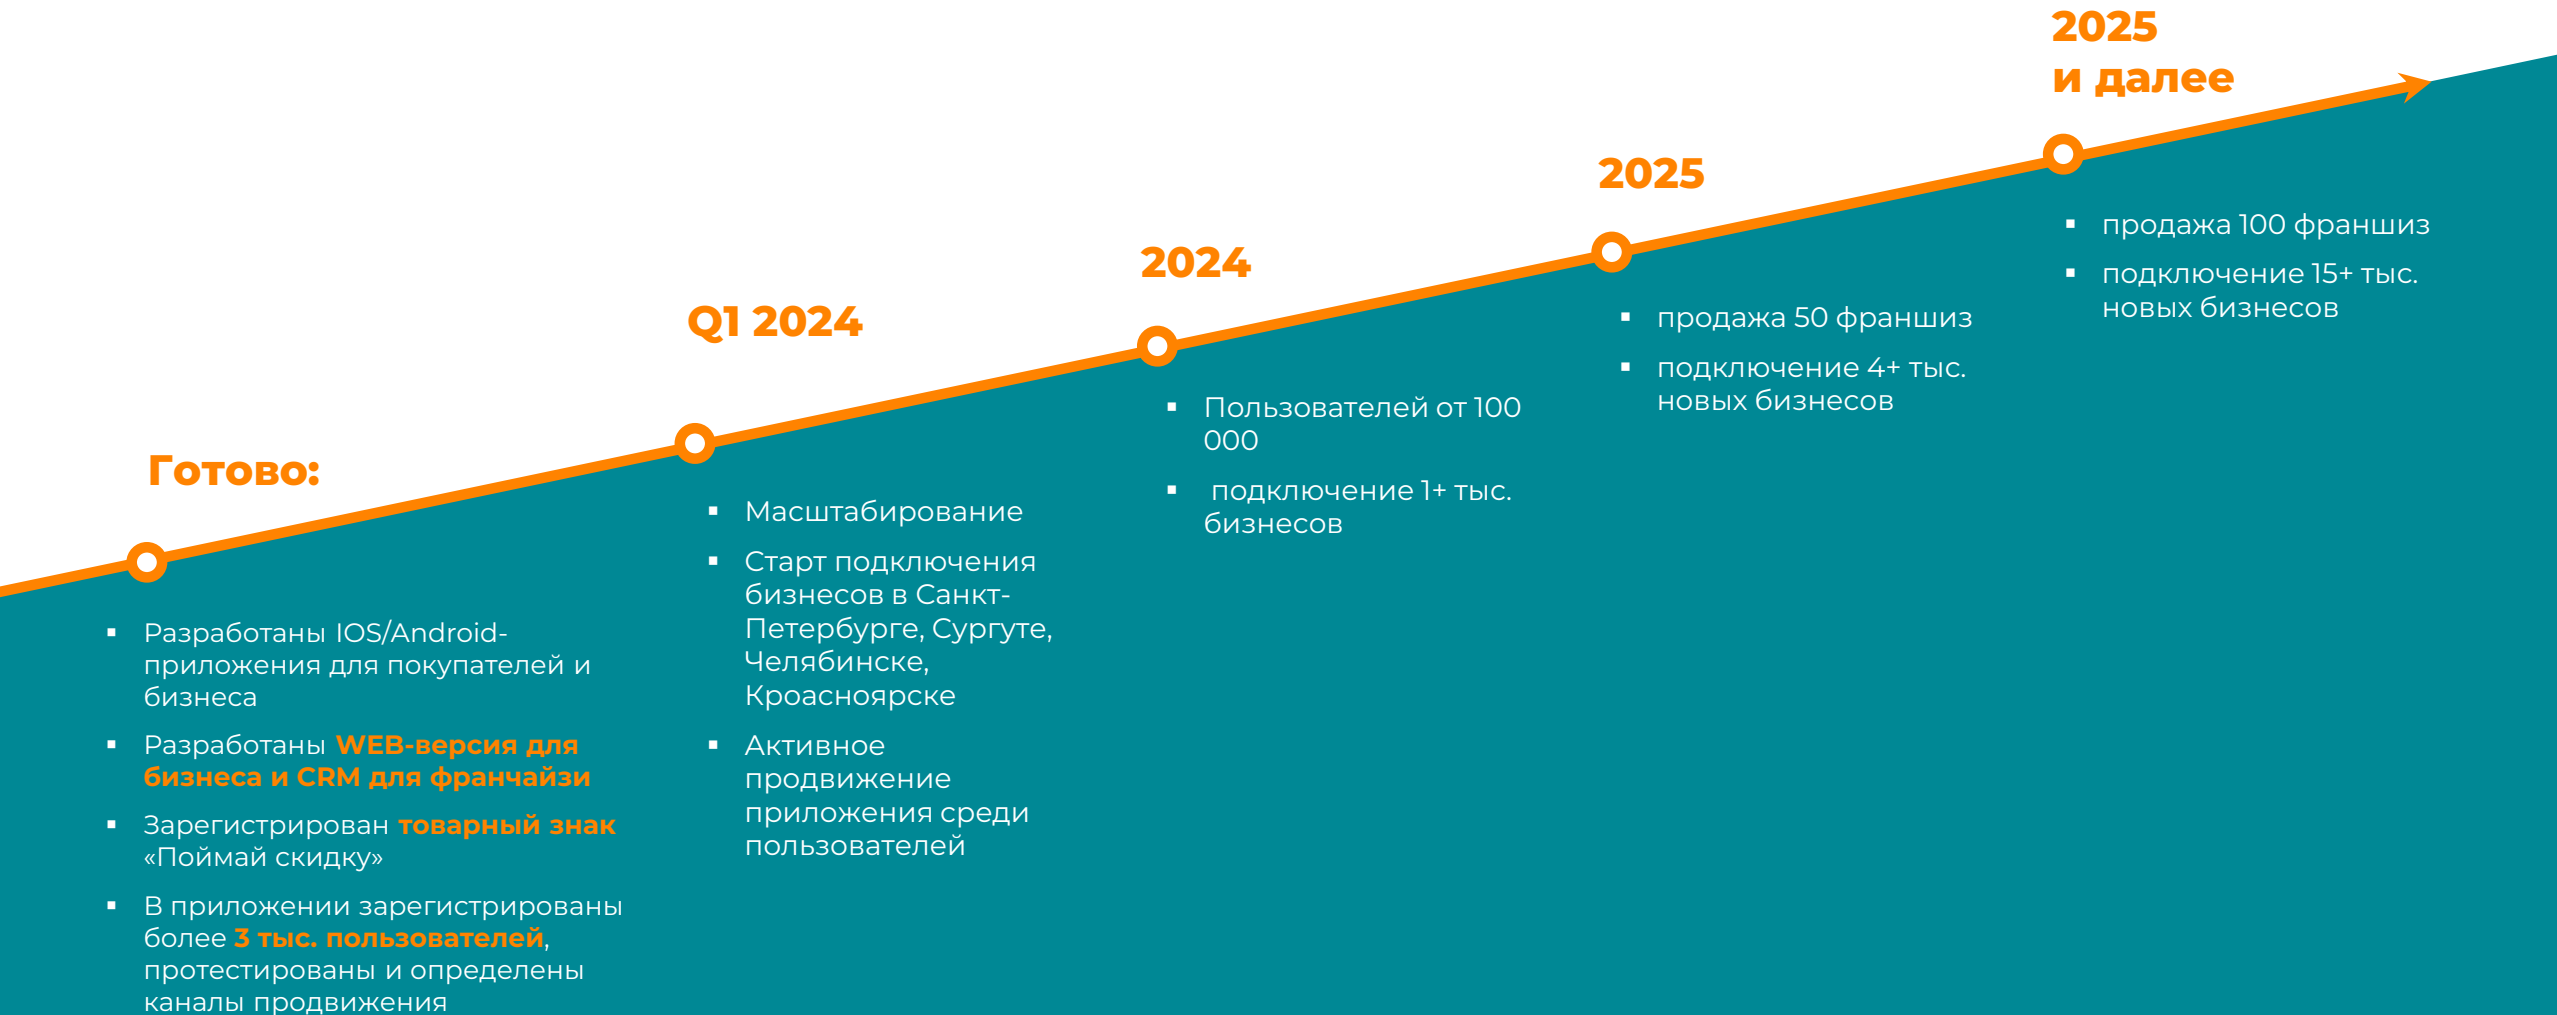 Готово:
▪ Разработаны IOS/Android-
приложения для покупателей и
бизнеса
▪ Разработаны WEB-версия для
бизнеса и CRM для франчайзи
▪ Зарегистрирован товарный знак
«Поймай скидку»
▪ В приложении зарегистрированы
более 3 тыс. пользователей,
протестированы и определены
каналы продвижения
Q1 2024
▪ Масштабирование
▪ Старт подключения
бизнесов в Санкт-
Петербурге, Сургуте,
Челябинске,
Кроасноярске
▪ Активное
продвижение
приложения среди
пользователей
2024
▪ Пользователей от 100
000
▪ подключение 1+ тыс.
бизнесов
2025
▪ продажа 50 франшиз
▪ подключение 4+ тыс.
новых бизнесов
2025
и далее
▪ продажа 100 франшиз
▪ подключение 15+ тыс.
новых бизнесов